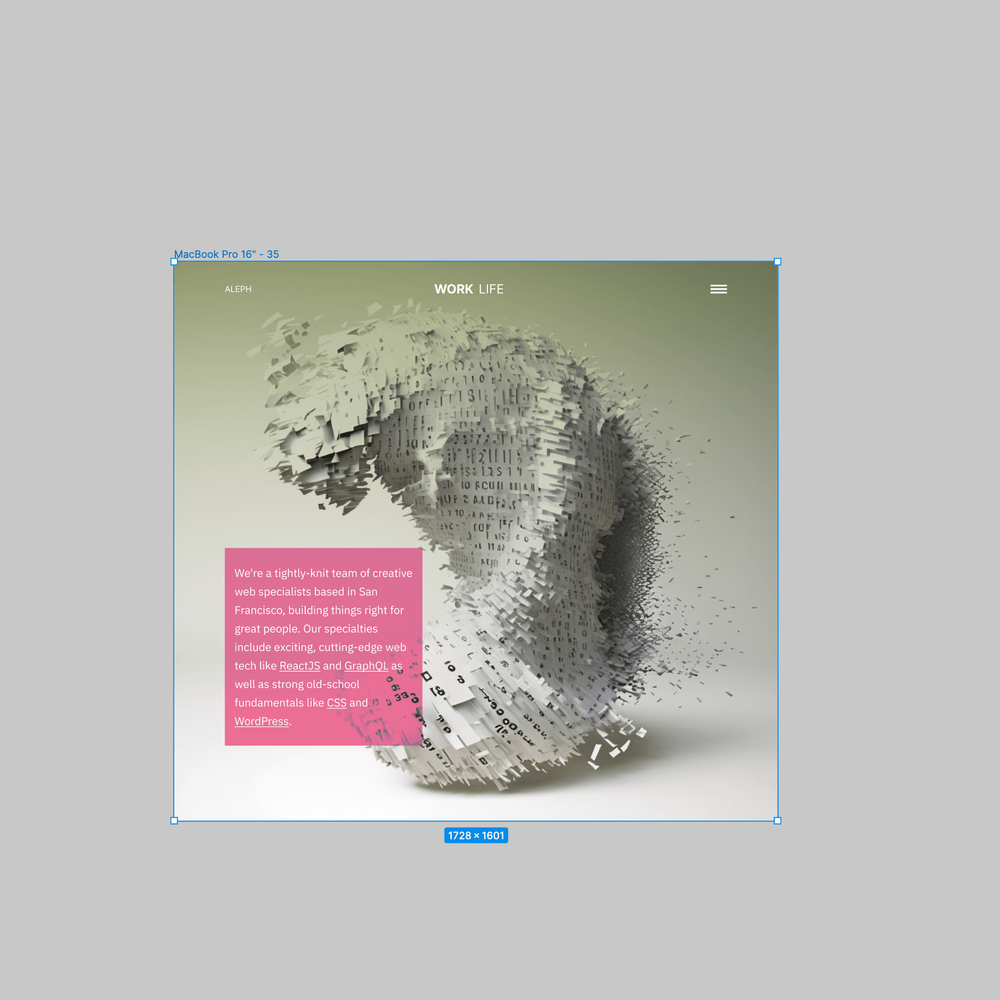 MacBook Pro 16" - 35
ALEPH
WORK LIFE
We're a tightly-knit team of creative
web specialists based in San
Francisco, building things right for
great people. Our specialties
include exciting, cutting-edge web
tech like ReactJS and GraphQL as
well as strong old-school
fundamentals like CSS and
WordPress.
1728 × 1601